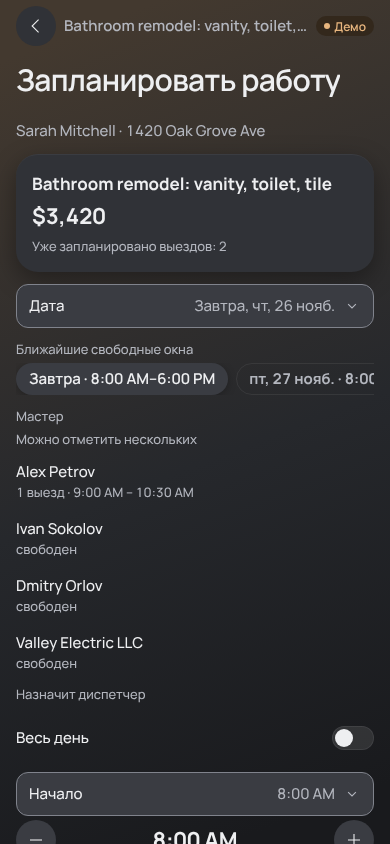 Bathroom remodel: vanity, toilet,...
Демо
Запланировать работу
Sarah Mitchell · 1420 Oak Grove Ave
Bathroom remodel: vanity, toilet, tile
$3,420
Уже запланировано выездов: 2
Дата
Завтра, чт, 26 нояб.
Ближайшие свободные окна
Завтра · 8:00 AM–6:00 PM
пт, 27 нояб. · 8:00
Мастер
Можно отметить нескольких
Alex Petrov
1 выезд · 9:00 AM – 10:30 AM
Ivan Sokolov
свободен
Dmitry Orlov
свободен
Valley Electric LLC
свободен
Назначит диспетчер
Весь день
Начало
8:00 AM
8:00 AM